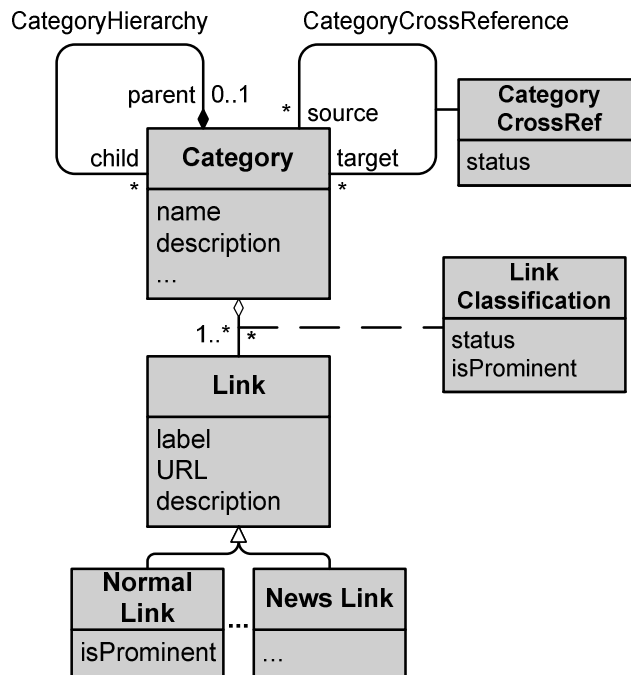 CategoryHierarchy
CategoryCrossReference
parent
0..1
*
source
child
*
target
*
Category
name
description
...
Category
CrossRef
status
1..*
*
Link
Classification
status
isProminent
Link
label
URL
description
Normal
Link
isProminent
...
News Link
...